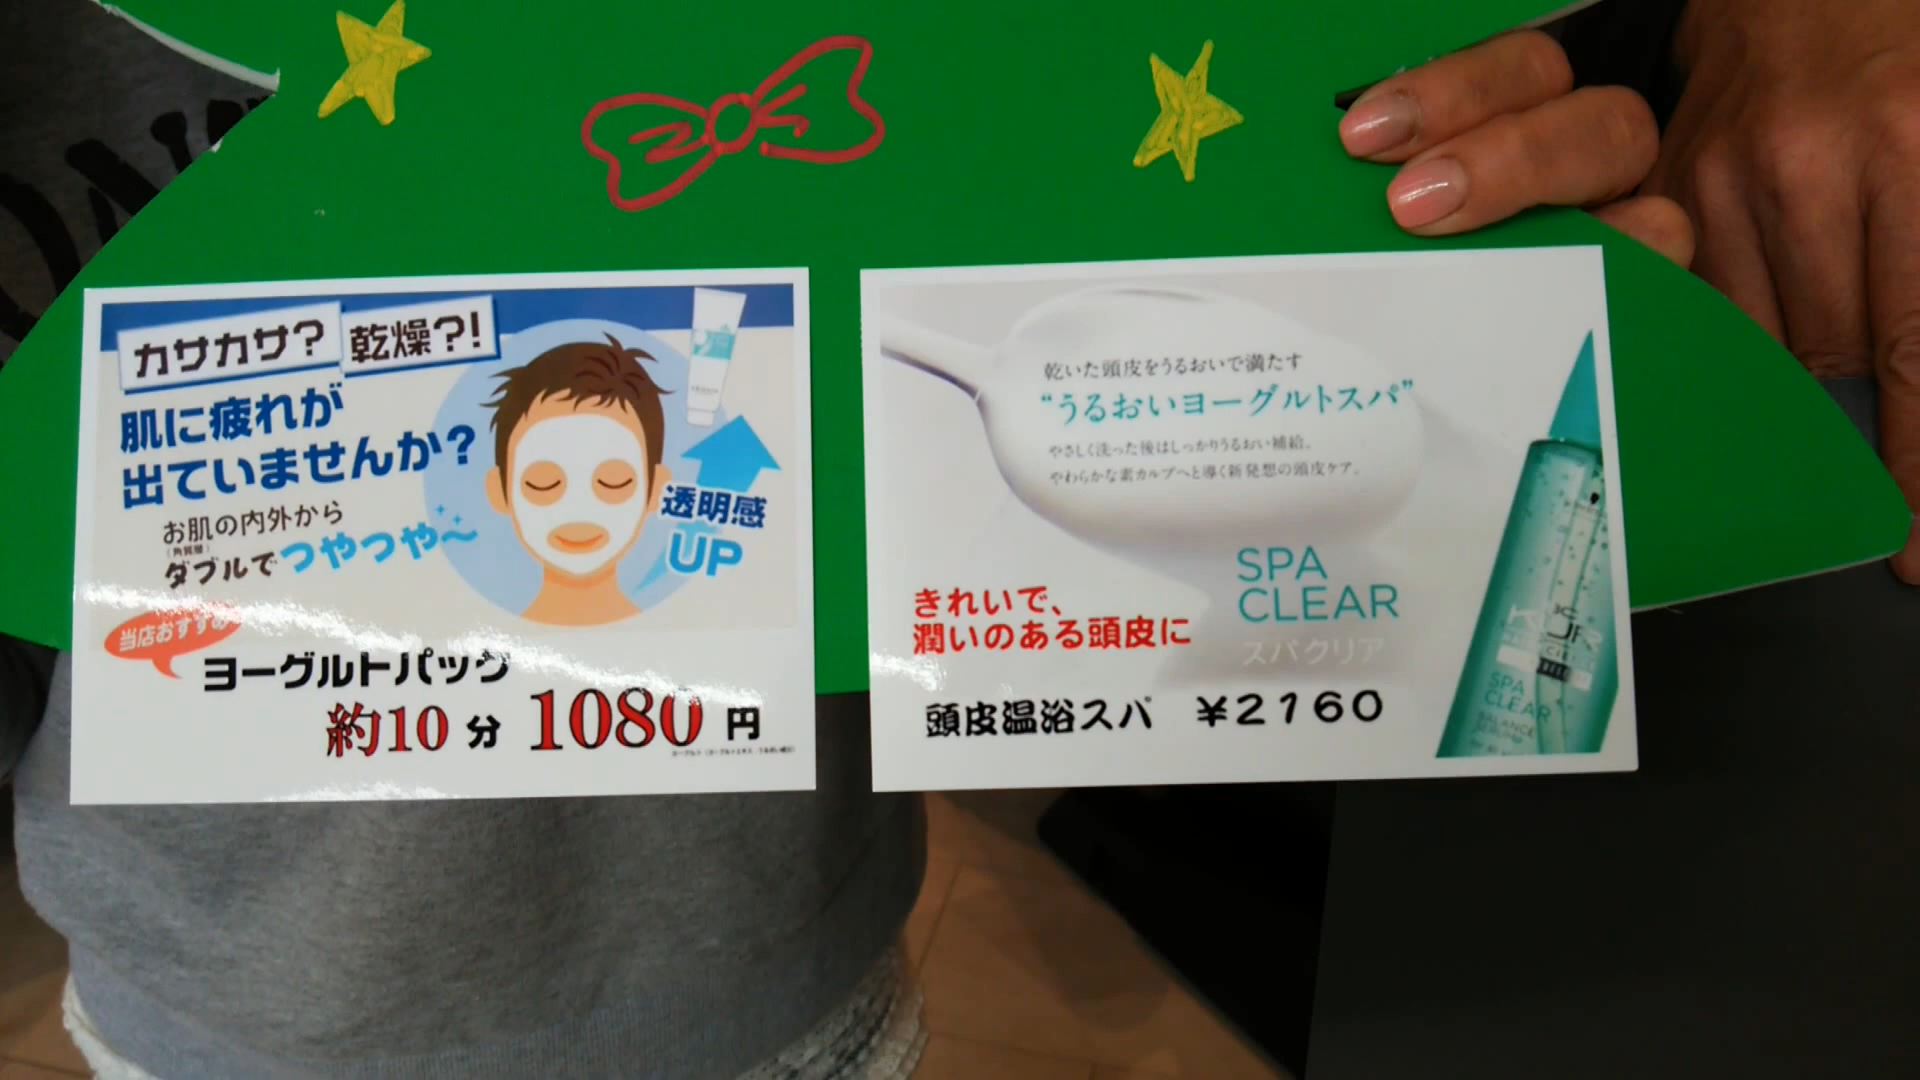 カサカサ? 乾燥?!
肌に疲れが
出ていませんか?
お肌の内外から
(角質層)
ダブルでつやつや〜
透明感
UP
当店おすすめ
ヨーグルトパック
約10分 1080円
乾いた頭皮をうるおいで満たす
“うるおいヨーグルトスパ”
やさしく洗った後はしっかりうるおい補給。
やわらかな素カルプへと導く新発想の頭皮ケア。
SPA
CLEAR
スパクリア
きれいで、
潤いのある頭皮に
頭皮温浴スパ ¥2160
SPA
CLEAR
BALANCE